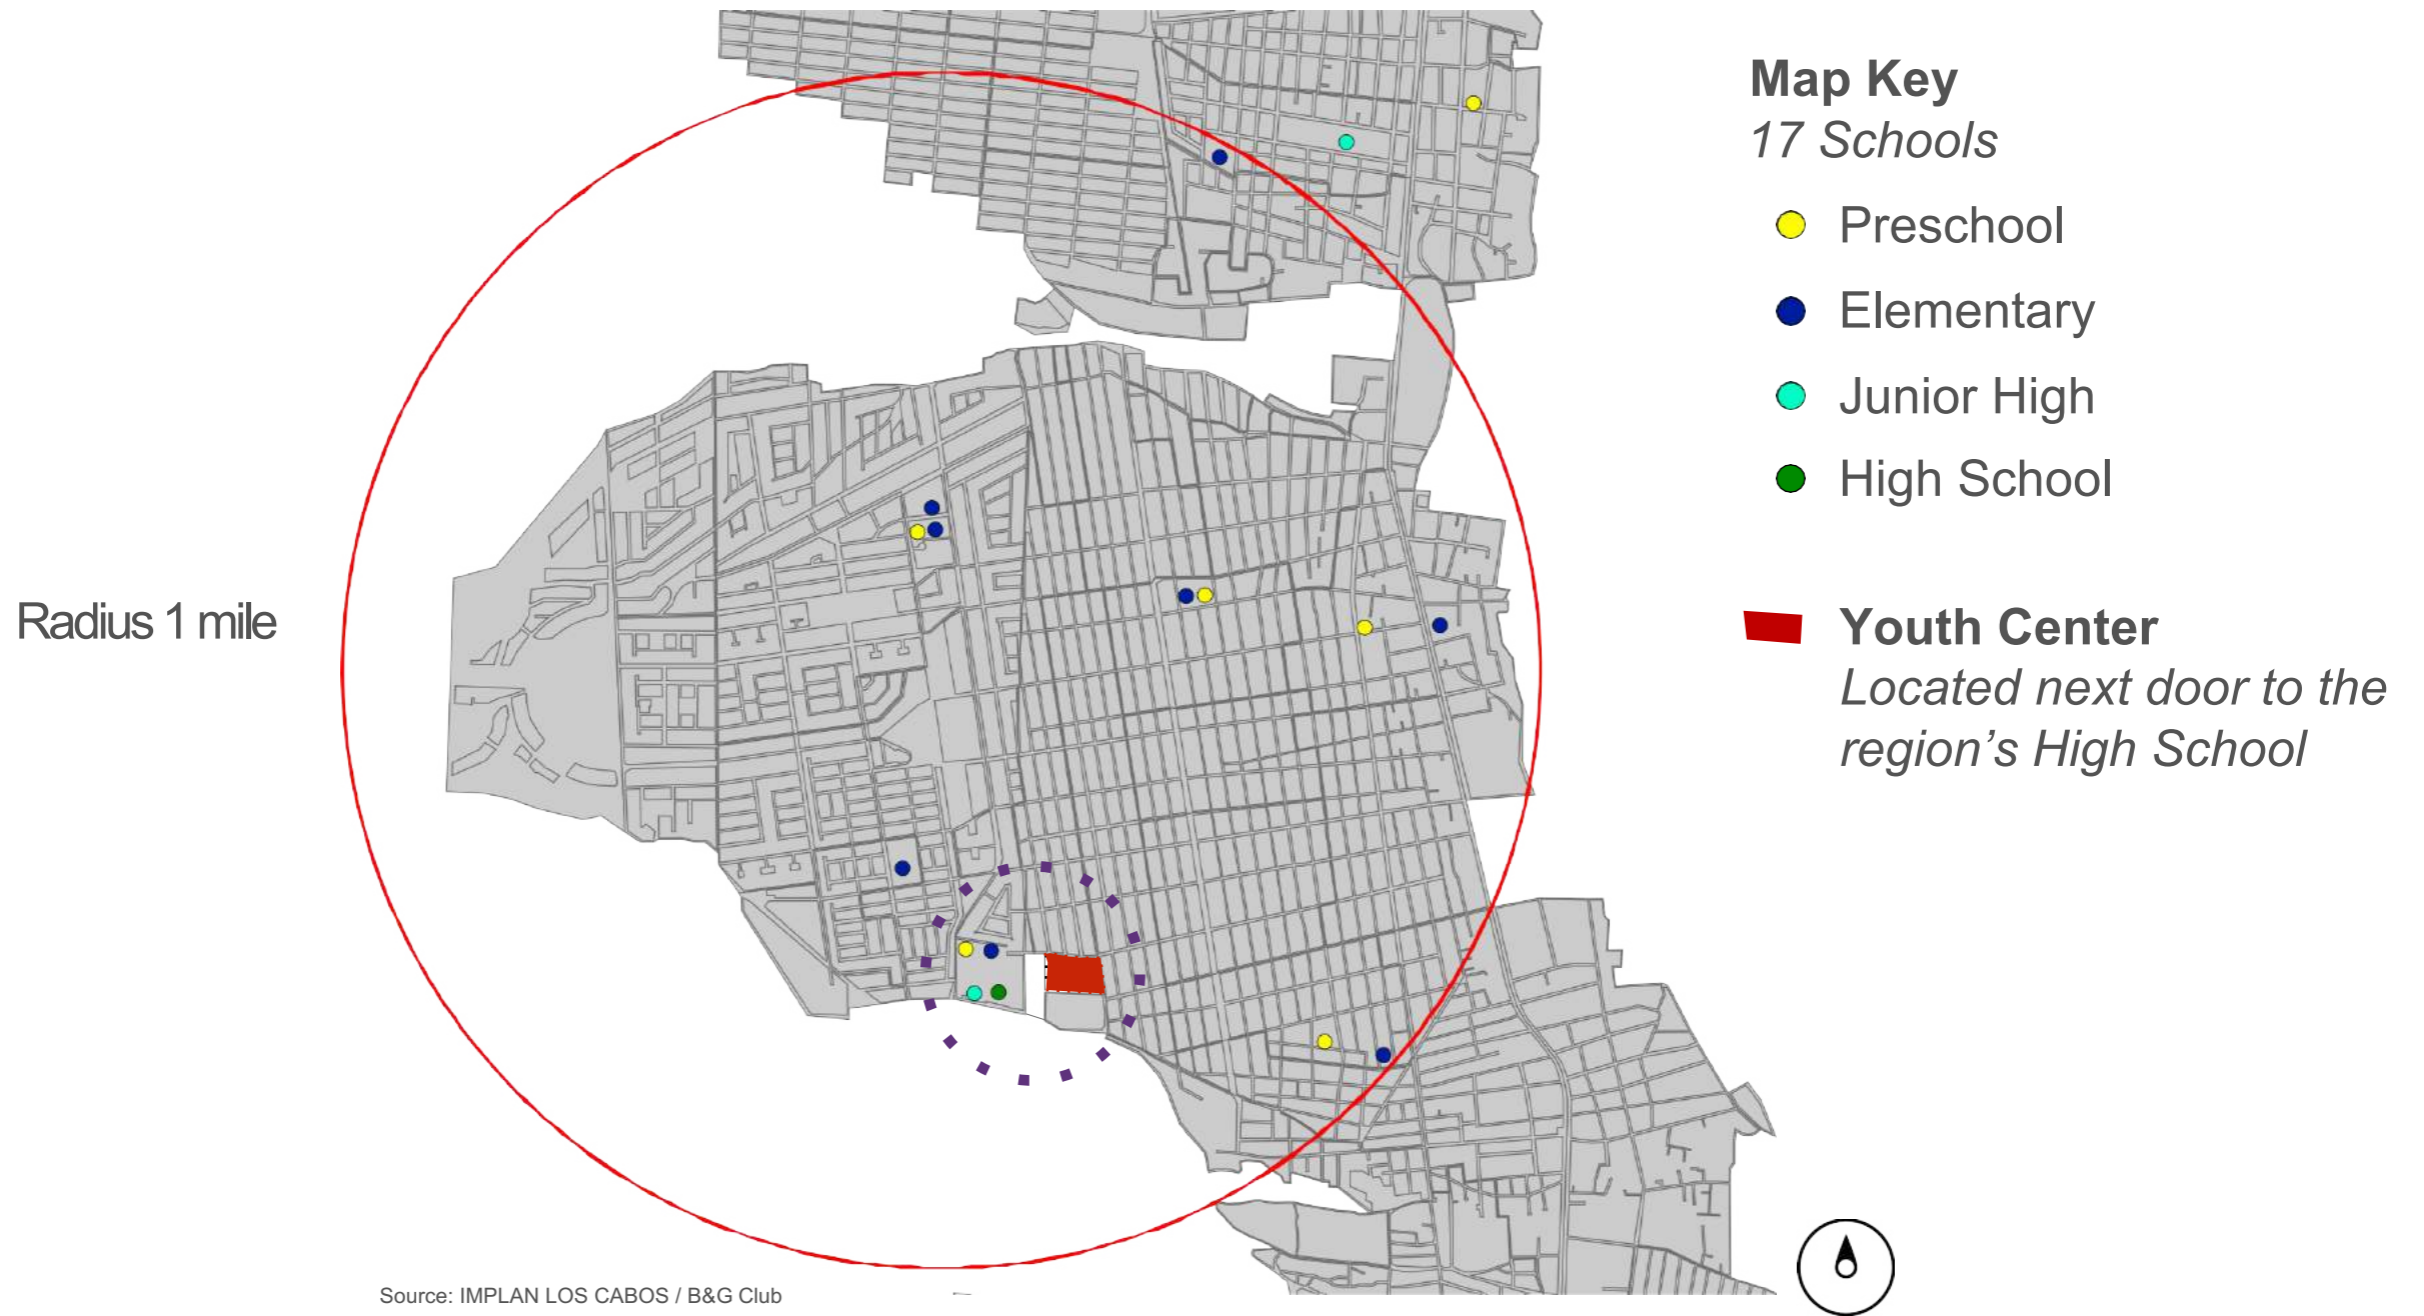 Map Key
17 Schools
Preschool
Elementary
Junior High
High School
Radius 1 mile
Youth Center
Located next door to the
region’s High School
Source: IMPLAN LOS CABOS / B&G Club